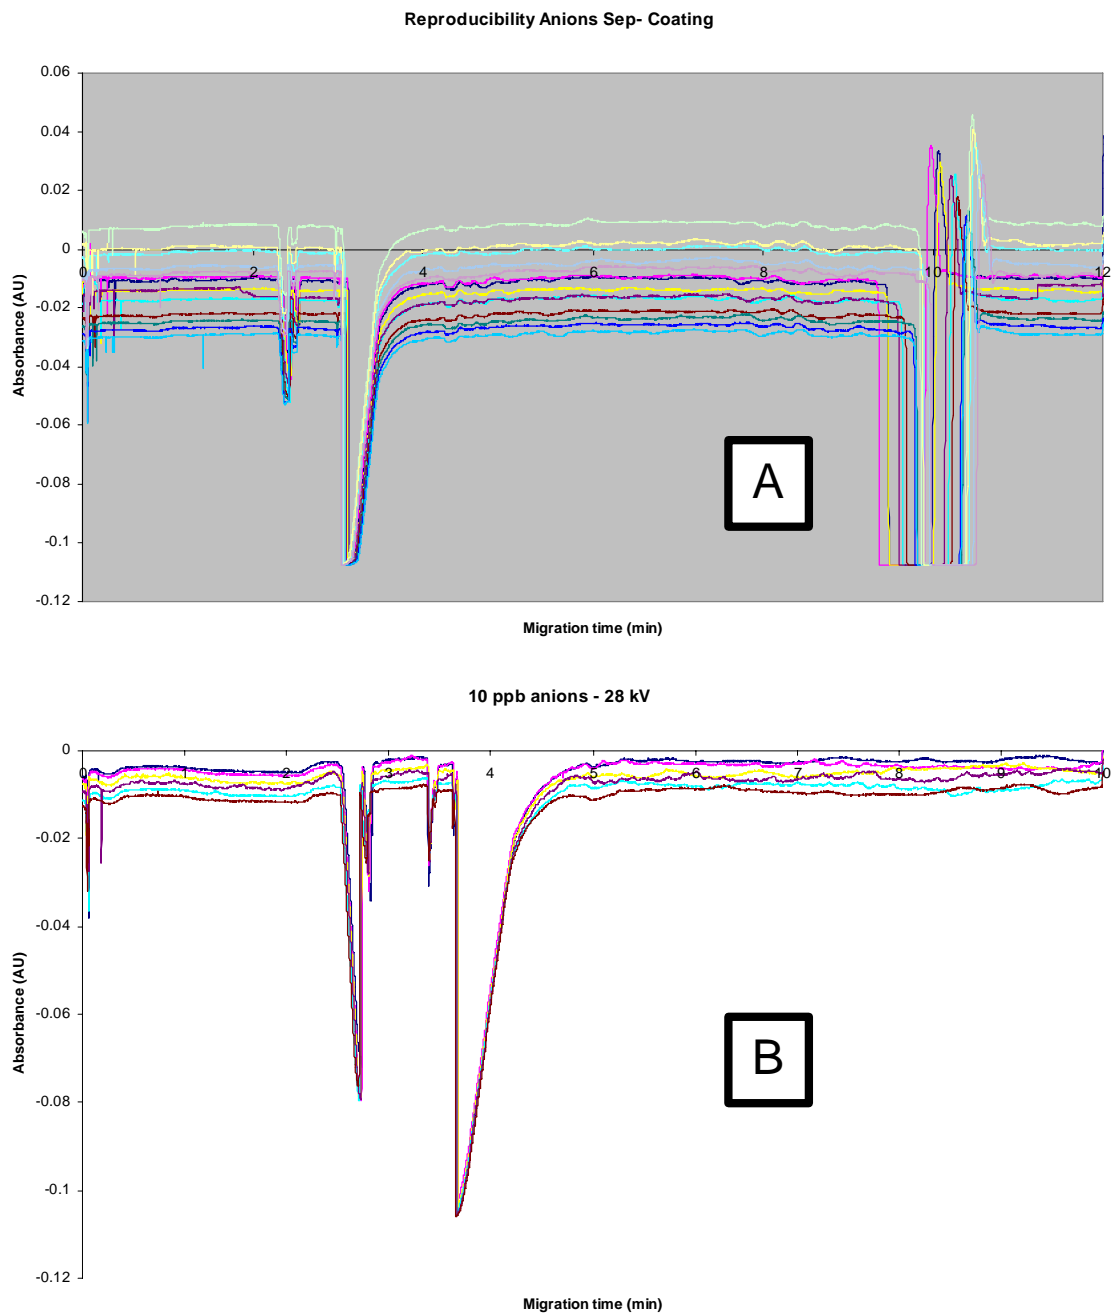 Reproducibility Anions Sep- Coating
0.06
0.04
0.02
0
-0.02
-0.04
-0.06
-0.08
-0.1
-0.12
0 2 4 6 8 10 12
Absorbance (AU)
A
Migration time (min)
10 ppb anions - 28 kV
0
-0.02
-0.04
-0.06
-0.08
-0.1
-0.12
0 1 2 3 4 5 6 7 8 9 10
Absorbance (AU)
B
Migration time (min)